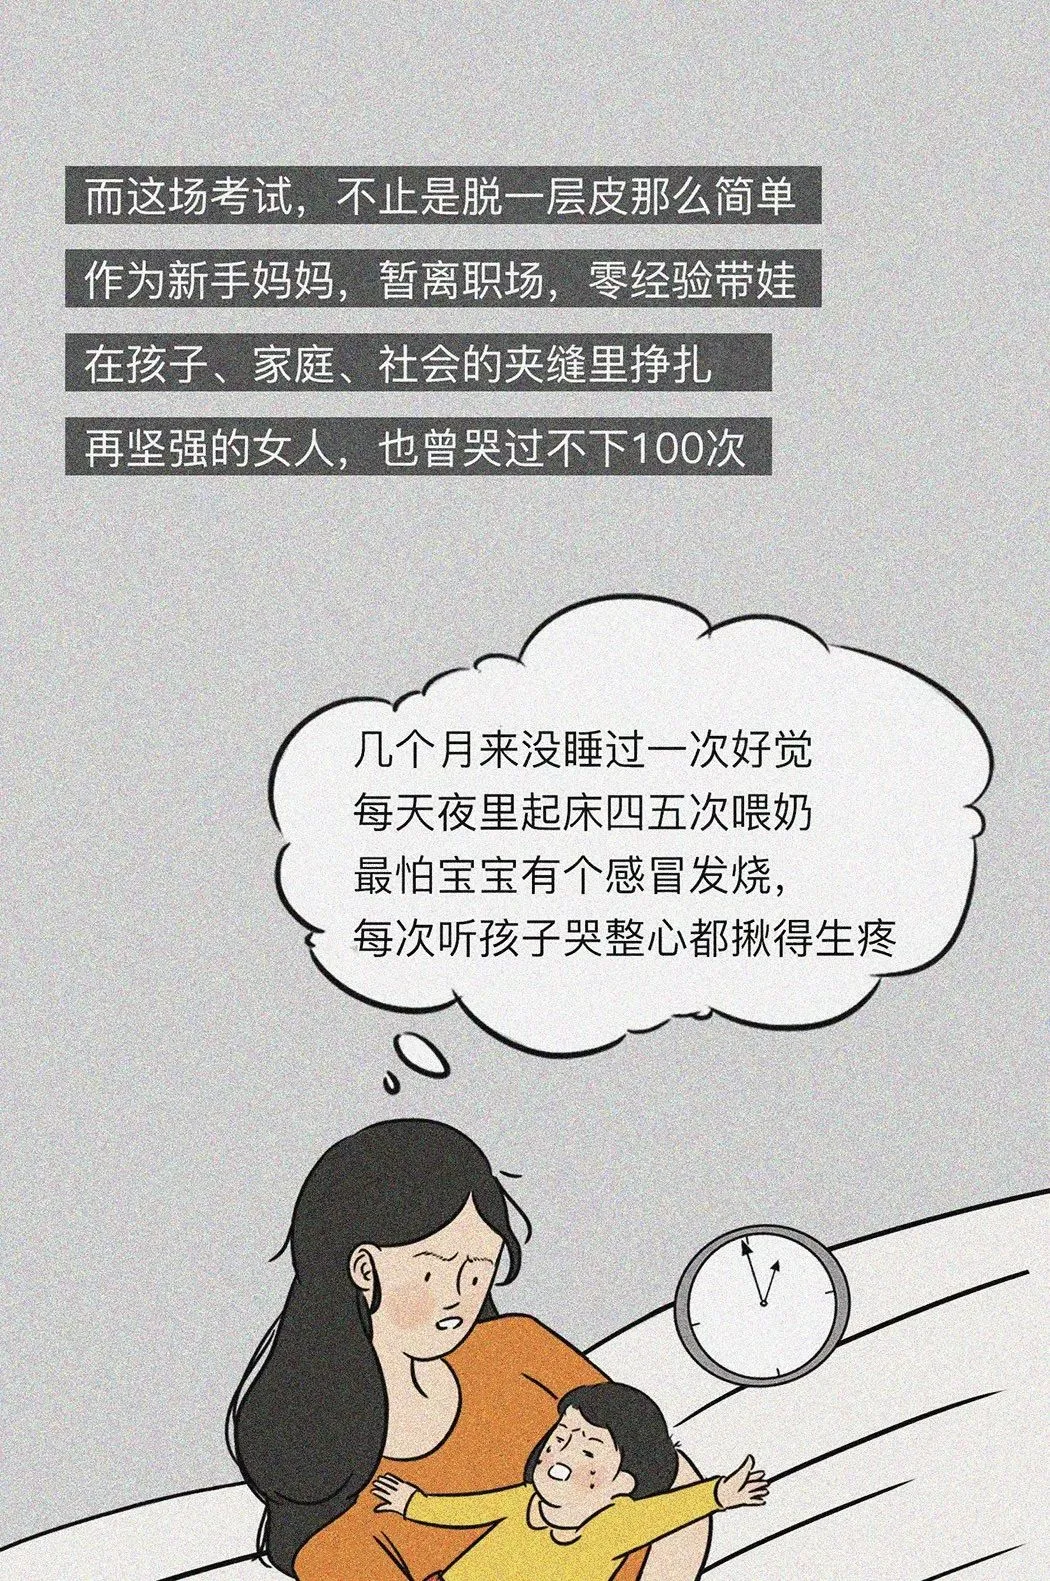 而这场考试，不止是脱一层皮那么简单
作为新手妈妈，暂离职场，零经验带娃
在孩子、家庭、社会的夹缝里挣扎
再坚强的女人，也曾哭过不下100次
几个月来没睡过一次好觉
每天夜里起床四五次喂奶
最怕宝宝有个感冒发烧，
每次听孩子哭整心都揪得生疼